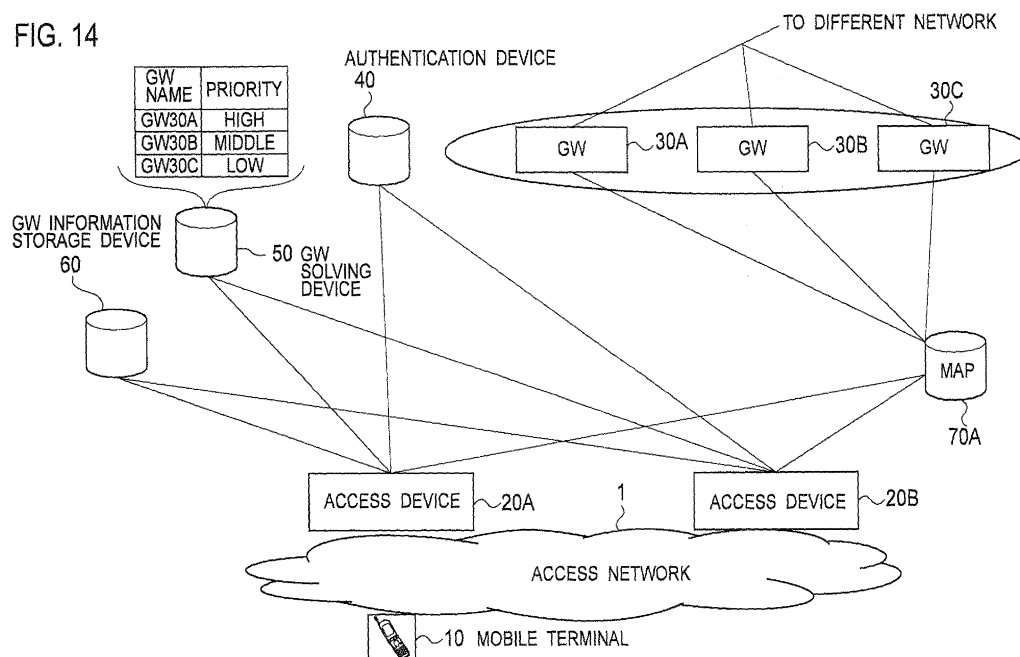 FIG. 14
TO DIFFERENT NETWORK
AUTHENTICATION DEVICE
40
GW NAME PRIORITY
GW30A HIGH
GW30B MIDDLE
GW30C LOW
30C
GW
30A
GW
30B
GW
GW INFORMATION
STORAGE DEVICE
60
50 GW
SOLVING
DEVICE
MAP
70A
ACCESS DEVICE
20A
1
ACCESS DEVICE
20B
ACCESS NETWORK
10 MOBILE TERMINAL